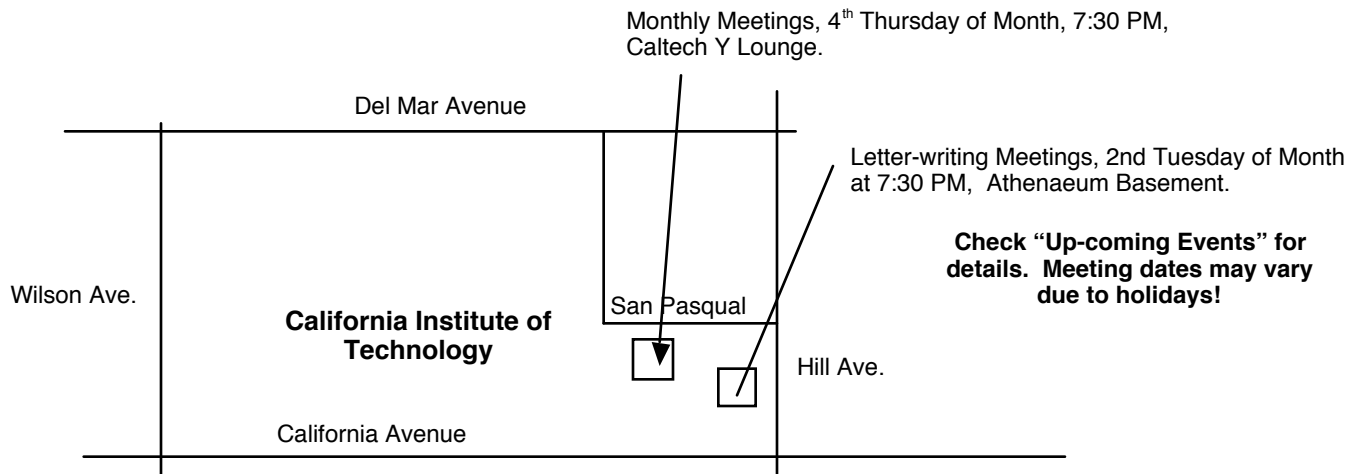 Monthly Meetings, 4th Thursday of Month, 7:30 PM,
Caltech Y Lounge.
Del Mar Avenue
Letter-writing Meetings, 2nd Tuesday of Month
at 7:30 PM,  Athenaeum Basement.
Check “Up-coming Events” for
details.  Meeting dates may vary
due to holidays!
Wilson Ave.
San Pasqual
California Institute of
Technology
Hill Ave.
California Avenue